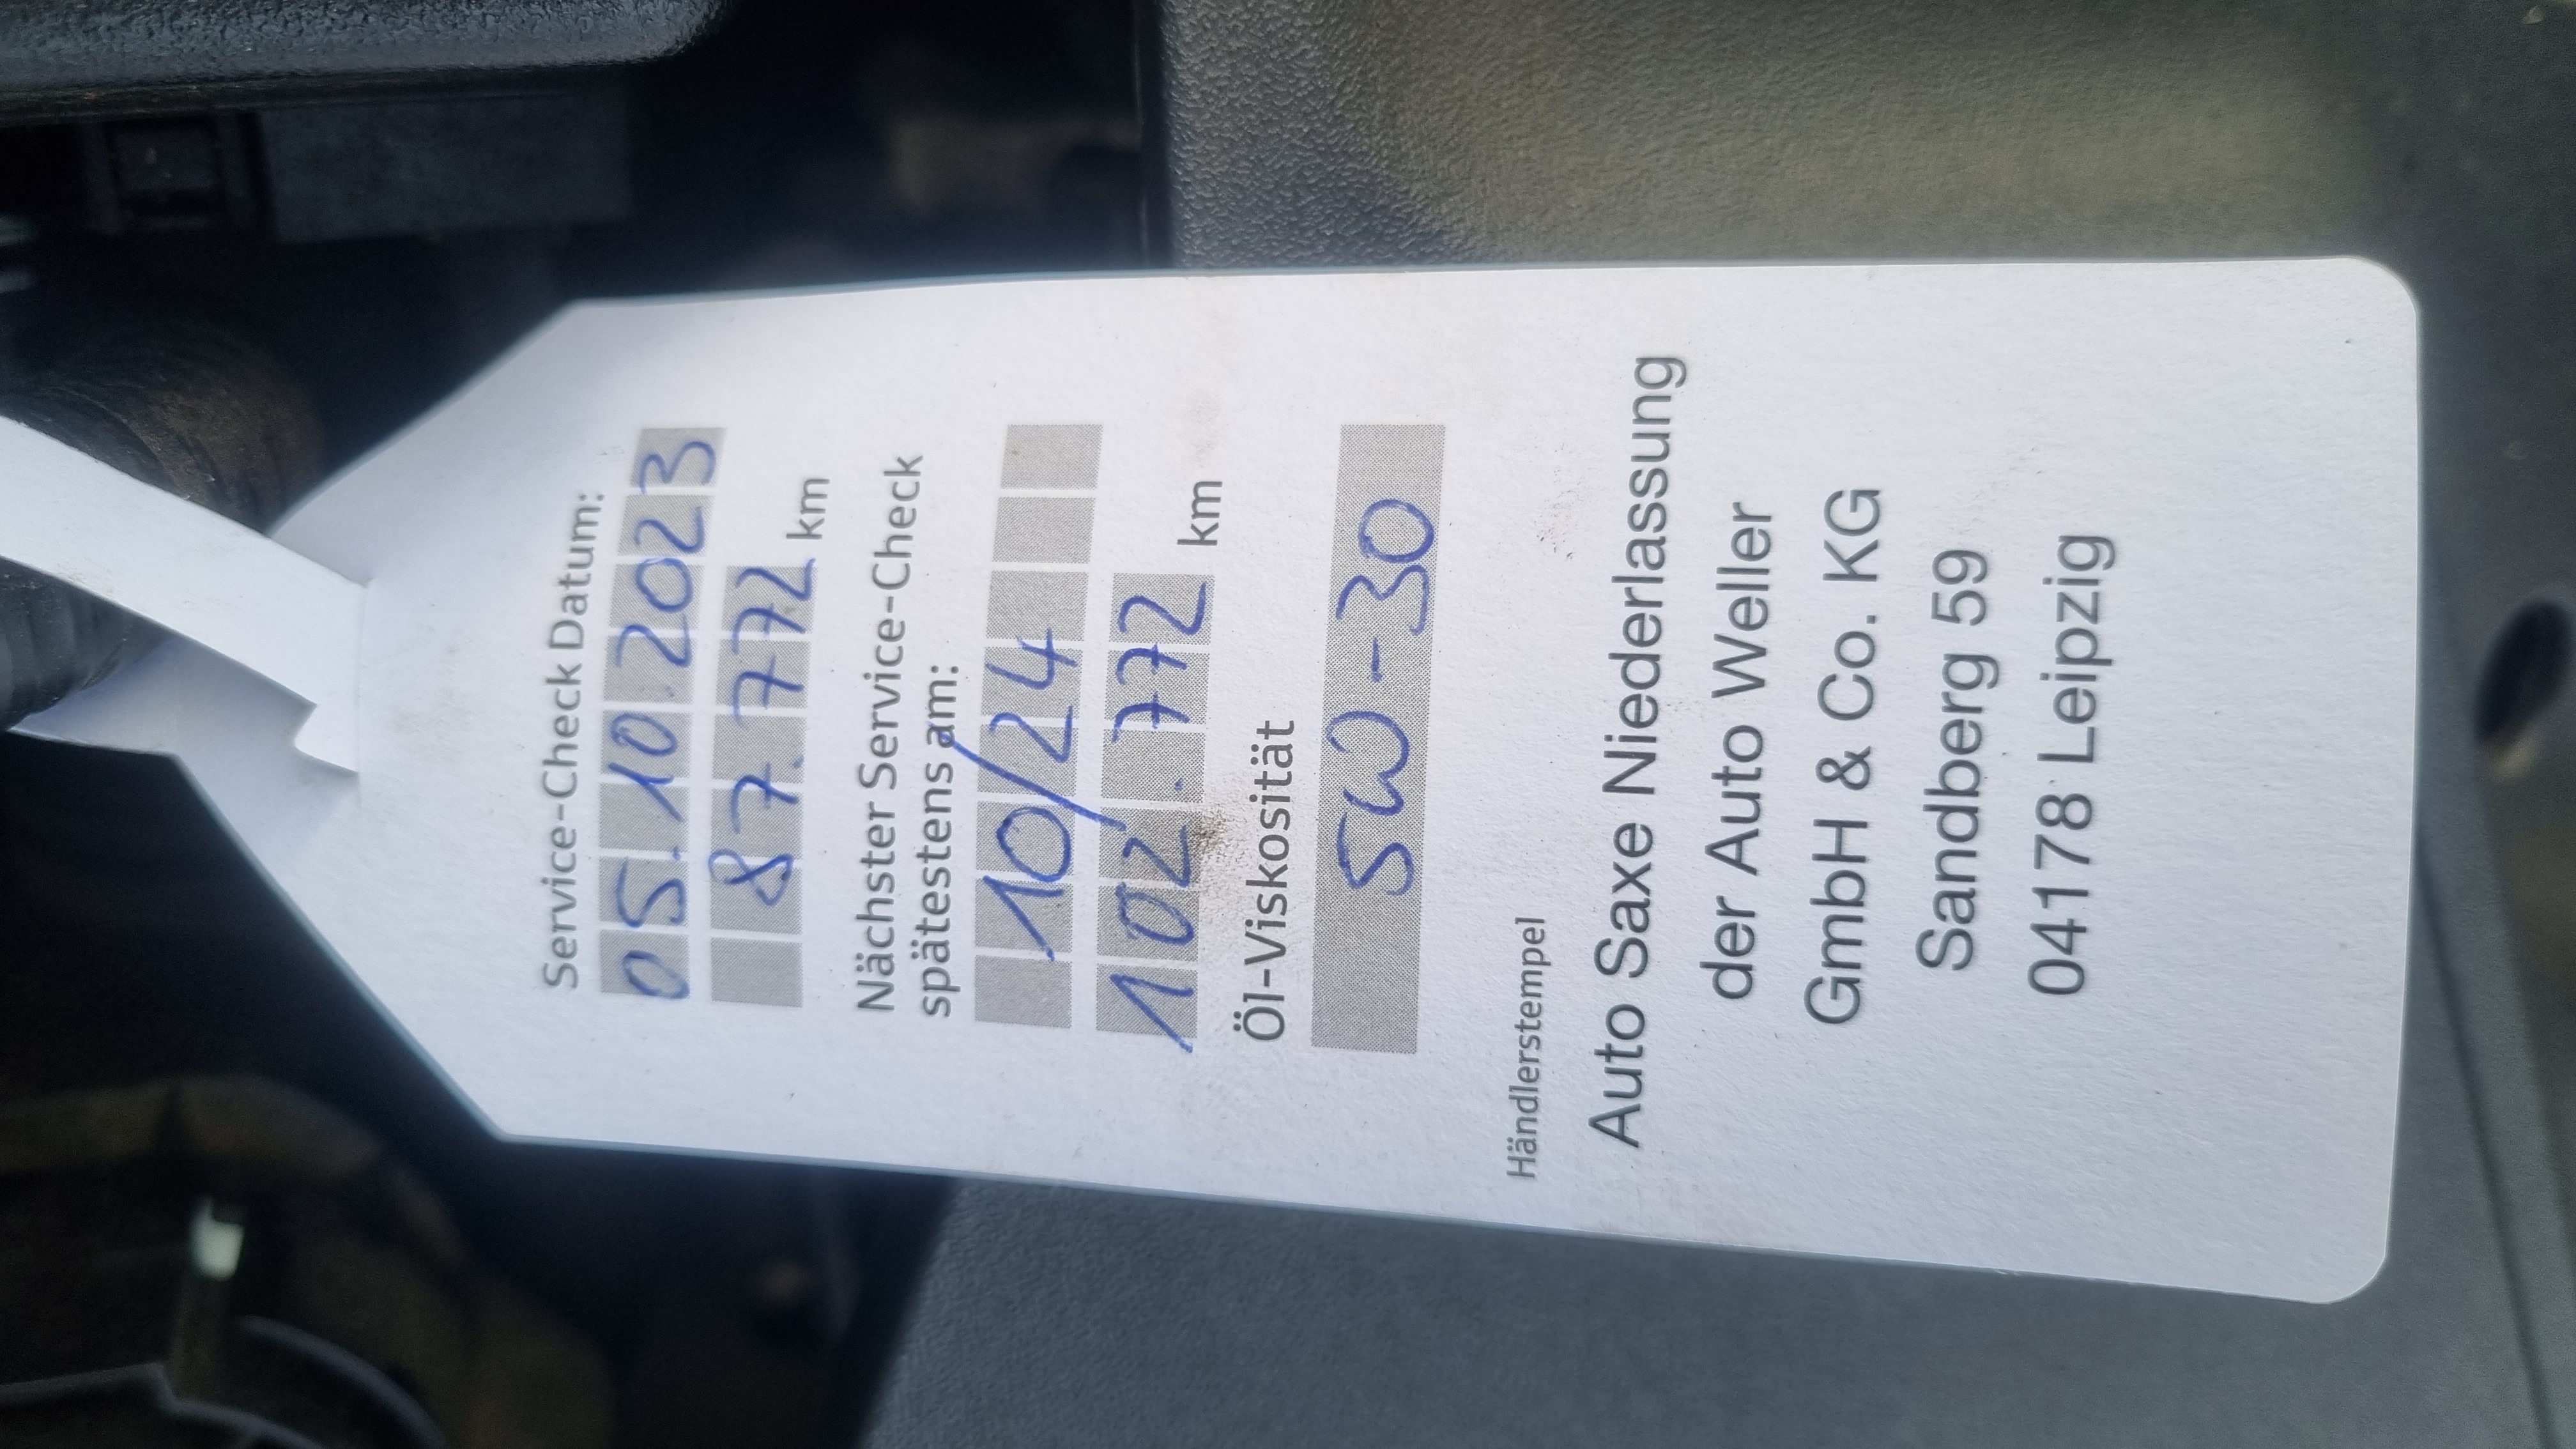 Service-Check Datum:
05.10.2023
87.772 km
Nächster Service-Check
spätestens am:
10/24
102.772 km
Öl-Viskosität
5W-30
Händlerstempel
Auto Saxe Niederlassung
der Auto Weller
GmbH & Co. KG
Sandberg 59
04178 Leipzig